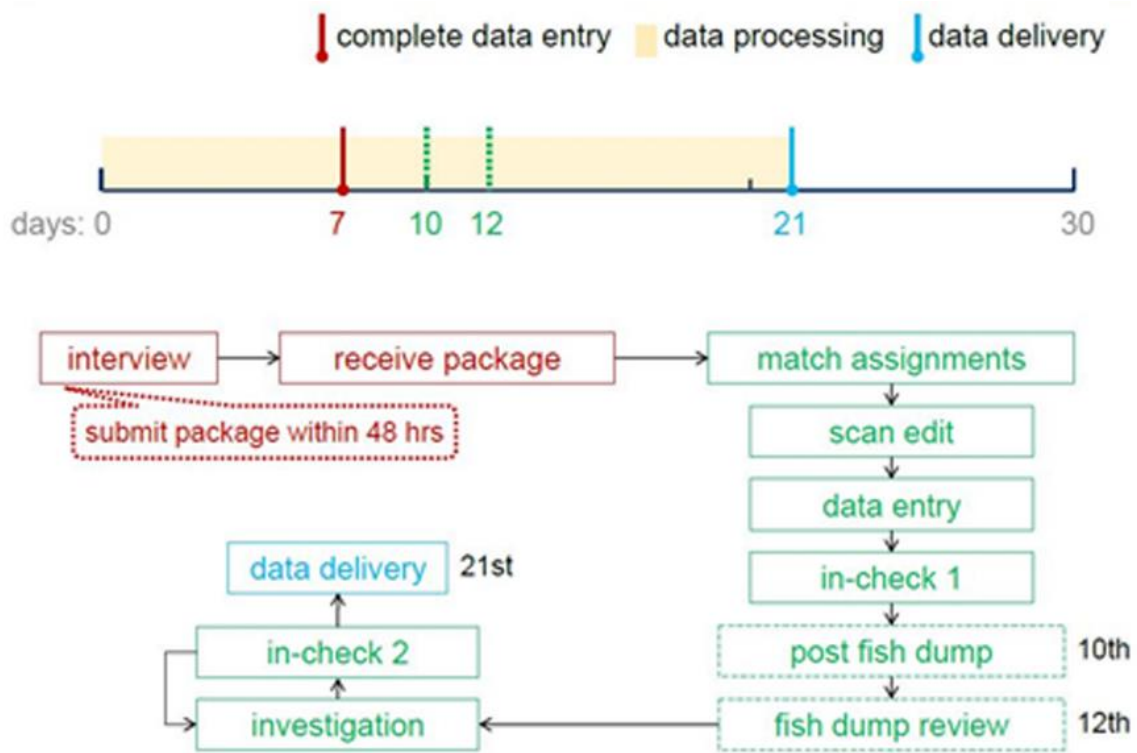 complete data entry data processing data delivery
days: 0 7 10 12 21 30
interview receive package match assignments
submit package within 48 hrs
scan edit
data entry
in-check 1
post fish dump 10th
fish dump review 12th
investigation
in-check 2
data delivery 21st